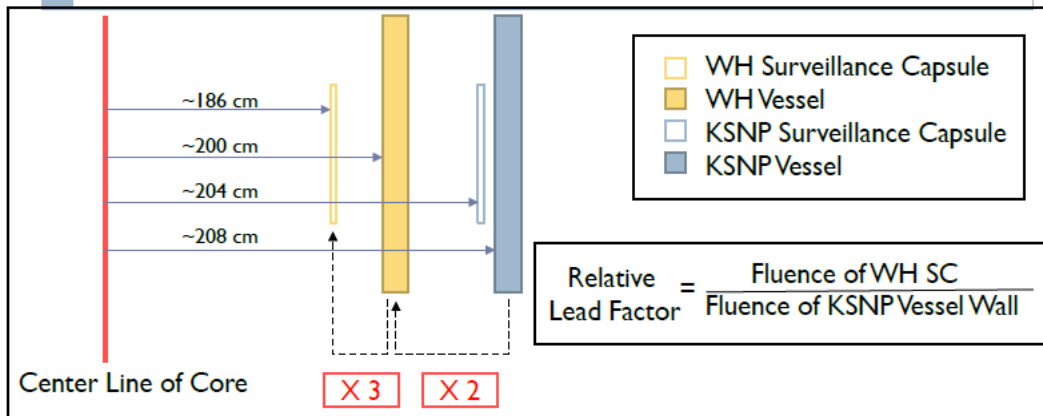 ~186 cm
~200 cm
~204 cm
~208 cm
Center Line of Core
X 3
X 2
WH Surveillance Capsule
WH Vessel
KSNP Surveillance Capsule
KSNP Vessel
Relative
Lead Factor
=
Fluence of WH SC
Fluence of KSNP Vessel Wall